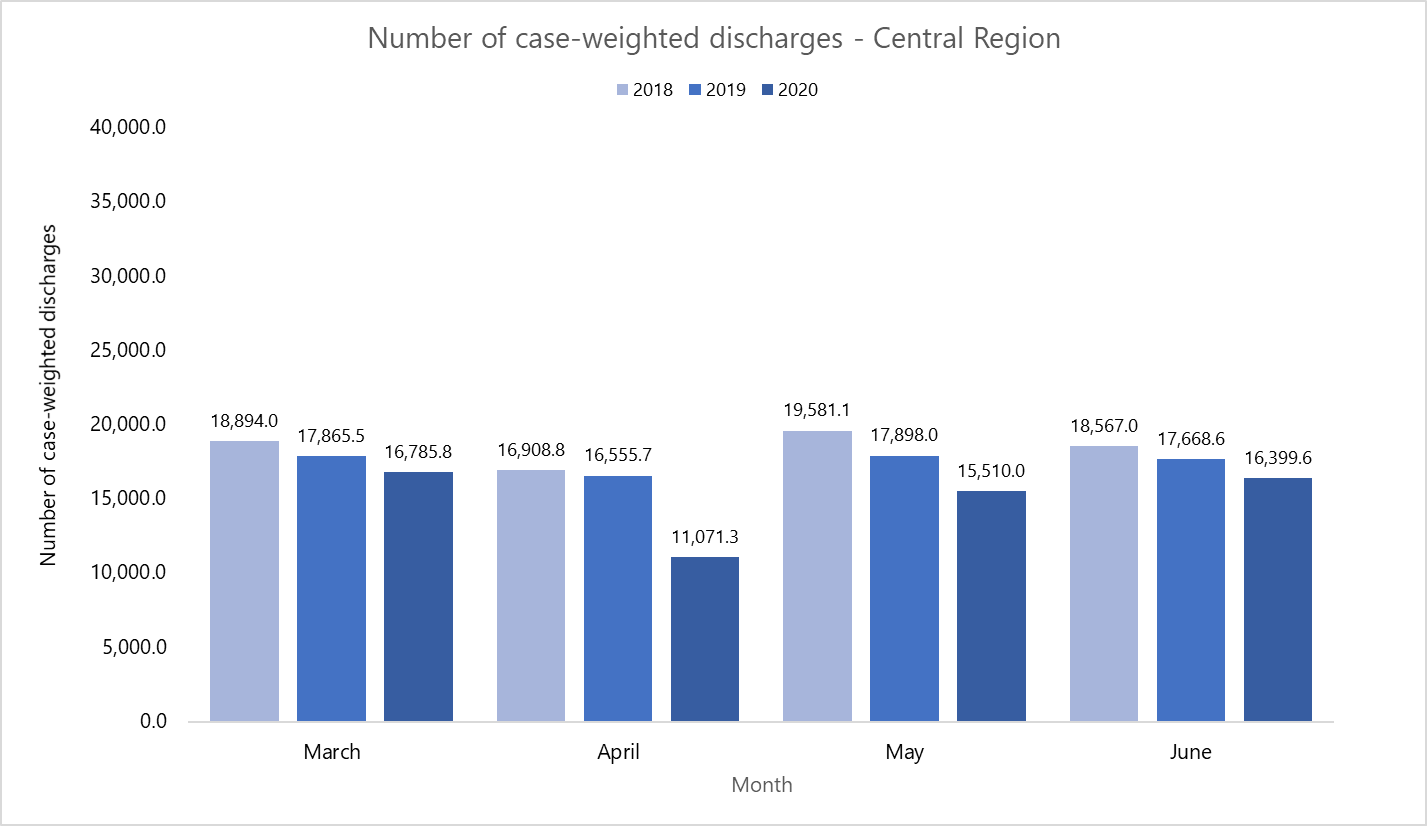 Number of case-weighted discharges - Central Region
2018 2019 2020
40,000.0
35,000.0
30,000.0
25,000.0
20,000.0
15,000.0
10,000.0
5,000.0
0.0
Number of case-weighted discharges
18,894.0 17,865.5 16,785.8
16,908.8 16,555.7 11,071.3
19,581.1 17,898.0 15,510.0
18,567.0 17,668.6 16,399.6
March April May June
Month